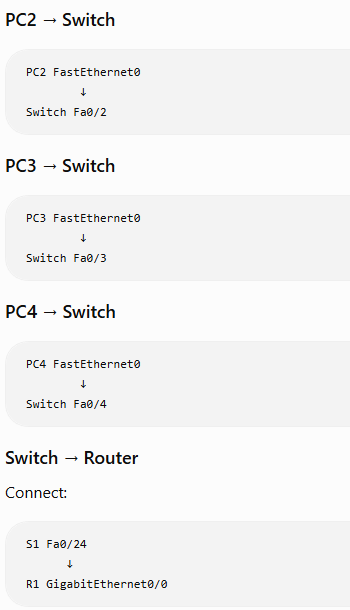 PC2 → Switch
PC2 FastEthernet0
↓
Switch Fa0/2
PC3 → Switch
PC3 FastEthernet0
↓
Switch Fa0/3
PC4 → Switch
PC4 FastEthernet0
↓
Switch Fa0/4
Switch → Router
Connect:
S1 Fa0/24
↓
R1 GigabitEthernet0/0